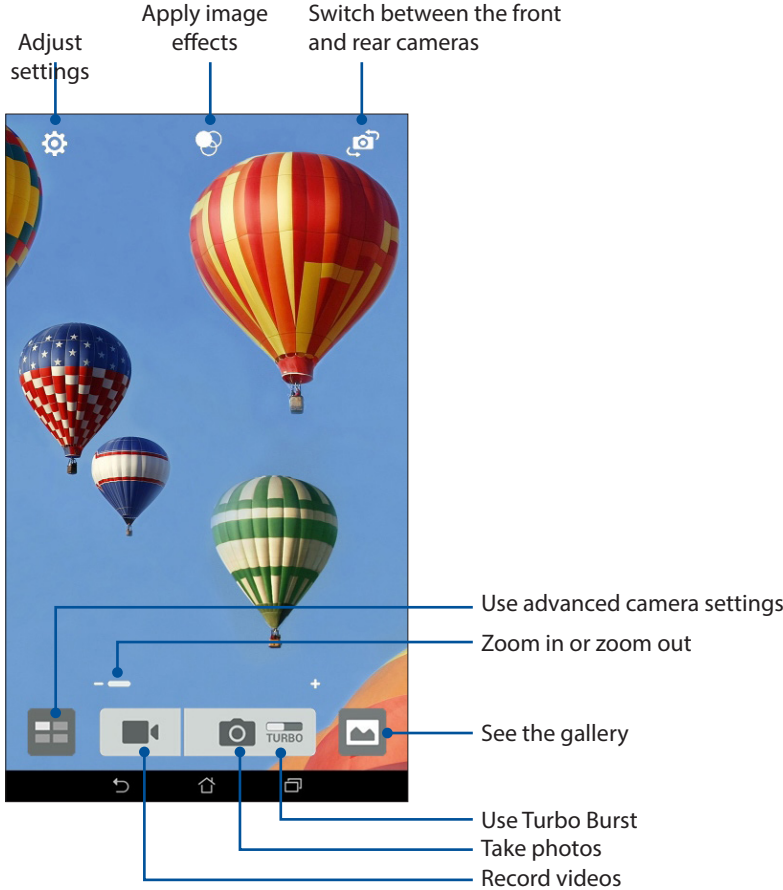 Apply image
effects
Switch between the front
and rear cameras
Adjust
settings
Use advanced camera settings
Zoom in or zoom out
TURBO
See the gallery
Use Turbo Burst
Take photos
Record videos